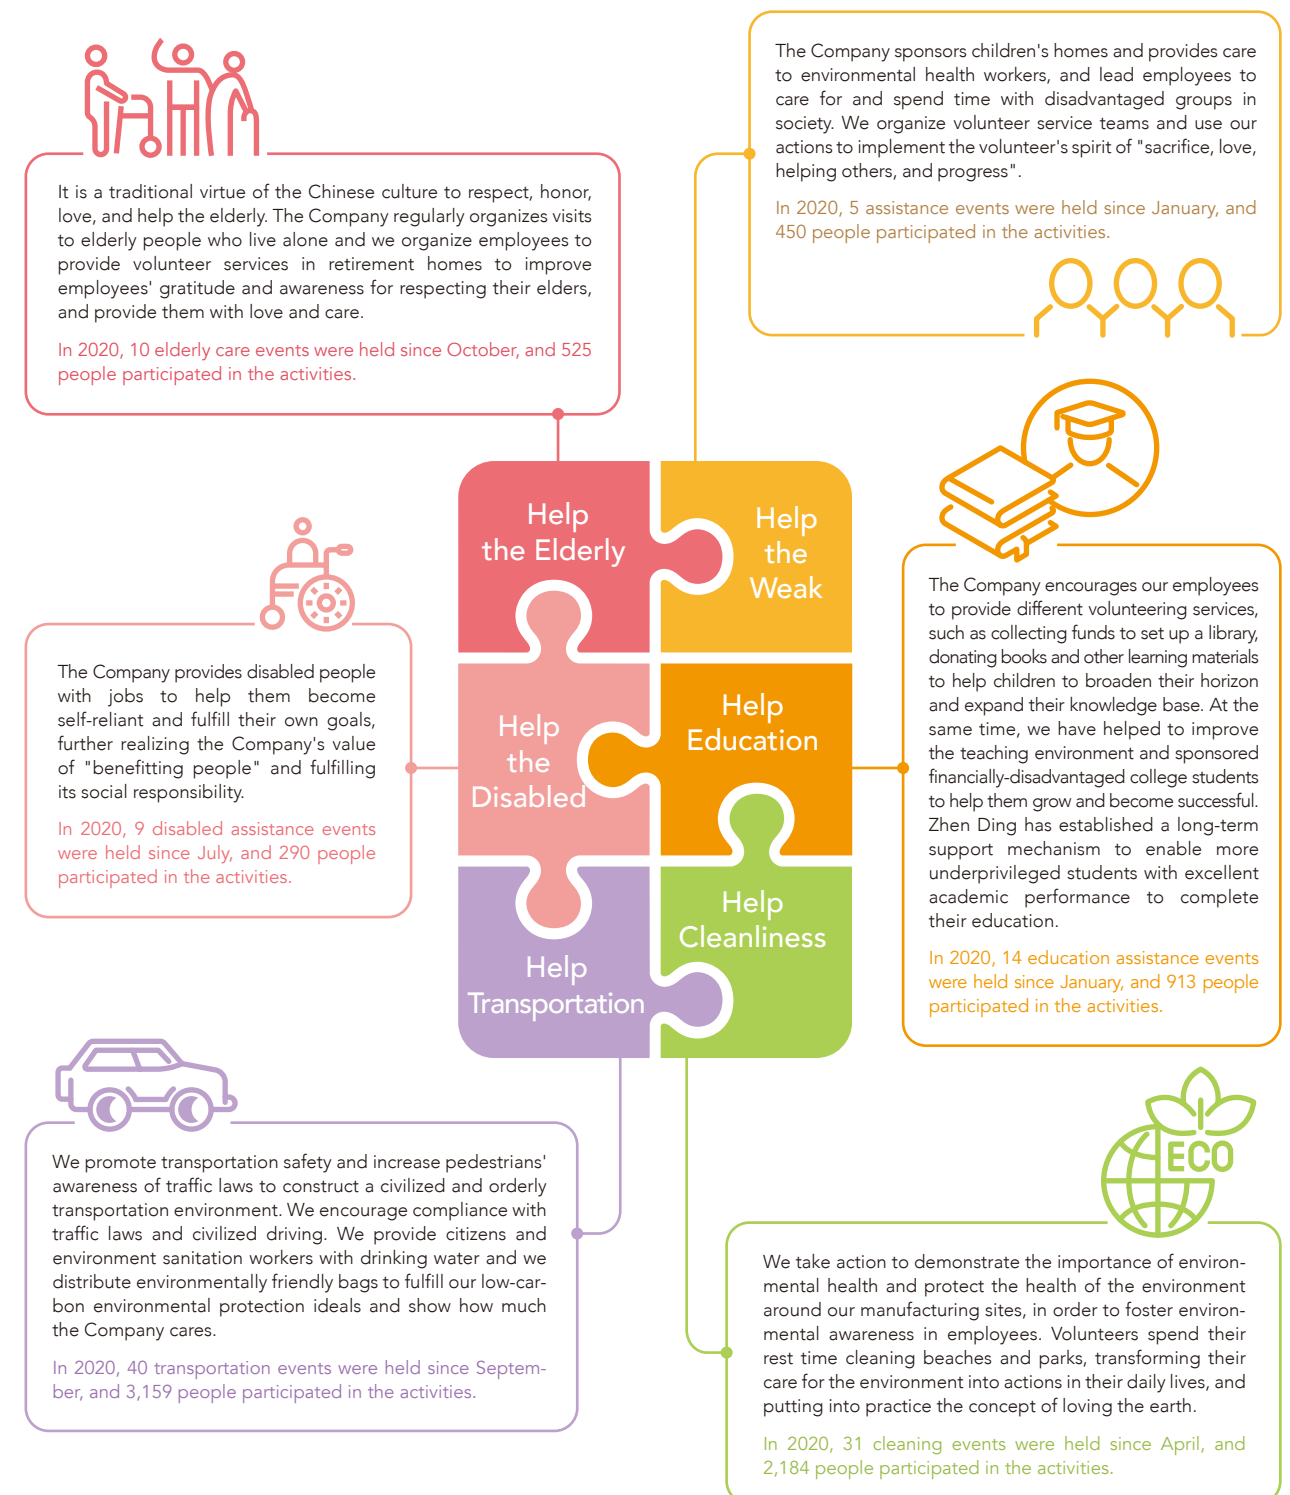 It is a traditional virtue of the Chinese culture to respect, honor,
love, and help the elderly. The Company regularly organizes visits
to elderly people who live alone and we organize employees to
provide volunteer services in retirement homes to improve
employees' gratitude and awareness for respecting their elders,
and provide them with love and care.
In 2020, 10 elderly care events were held since October, and 525
people participated in the activities.
The Company sponsors children's homes and provides care
to environmental health workers, and lead employees to
care for and spend time with disadvantaged groups in
society. We organize volunteer service teams and use our
actions to implement the volunteer's spirit of "sacrifice, love,
helping others, and progress".
In 2020, 5 assistance events were held since January, and
450 people participated in the activities.
Help
the Elderly
Help
the
Weak
Help
the
Disabled
Help
Education
Help
Transportation
Help
Cleanliness
The Company provides disabled people
with jobs to help them become
self-reliant and fulfill their own goals,
further realizing the Company's value
of "benefitting people" and fulfilling
its social responsibility.
In 2020, 9 disabled assistance events
were held since July, and 290 people
participated in the activities.
The Company encourages our employees
to provide different volunteering services,
such as collecting funds to set up a library,
donating books and other learning materials
to help children to broaden their horizon
and expand their knowledge base. At the
same time, we have helped to improve
the teaching environment and sponsored
financially-disadvantaged college students
to help them grow and become successful.
Zhen Ding has established a long-term
support mechanism to enable more
underprivileged students with excellent
academic performance to complete
their education.
In 2020, 14 education assistance events
were held since January, and 913 people
participated in the activities.
We promote transportation safety and increase pedestrians'
awareness of traffic laws to construct a civilized and orderly
transportation environment. We encourage compliance with
traffic laws and civilized driving. We provide citizens and
environment sanitation workers with drinking water and we
distribute environmentally friendly bags to fulfill our low-car-
bon environmental protection ideals and show how much
the Company cares.
In 2020, 40 transportation events were held since Septem-
ber, and 3,159 people participated in the activities.
ECO
We take action to demonstrate the importance of environ-
mental health and protect the health of the environment
around our manufacturing sites, in order to foster environ-
mental awareness in employees. Volunteers spend their
rest time cleaning beaches and parks, transforming their
care for the environment into actions in their daily lives, and
putting into practice the concept of loving the earth.
In 2020, 31 cleaning events were held since April, and
2,184 people participated in the activities.